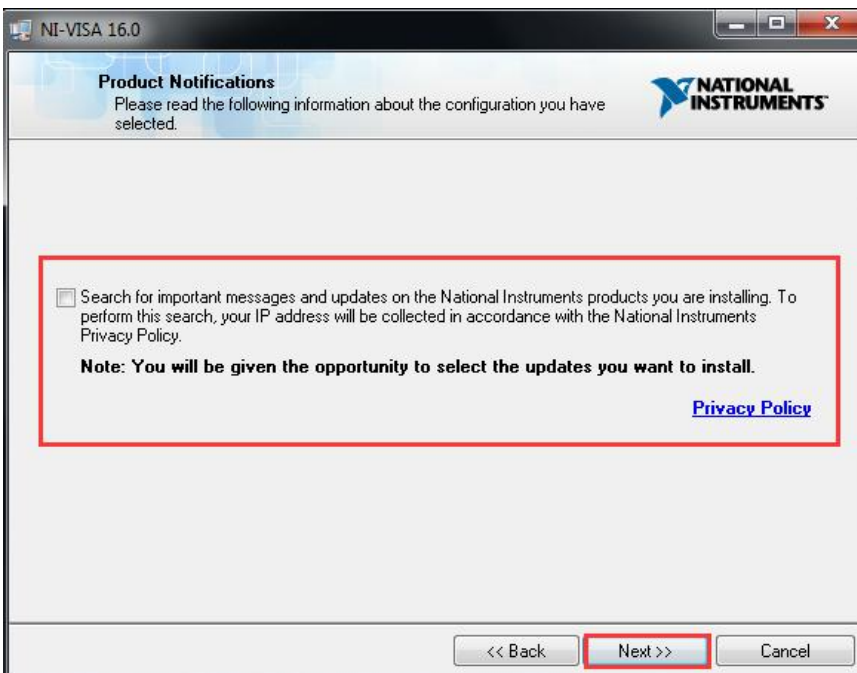 NI-VISA 16.0
Product Notifications
Please read the following information about the configuration you have
selected.
NATIONAL
INSTRUMENTS™
Search for important messages and updates on the National Instruments products you are installing. To
perform this search, your IP address will be collected in accordance with the National Instruments
Privacy Policy.
Note: You will be given the opportunity to select the updates you want to install.
Privacy Policy
<< Back
Next >>
Cancel